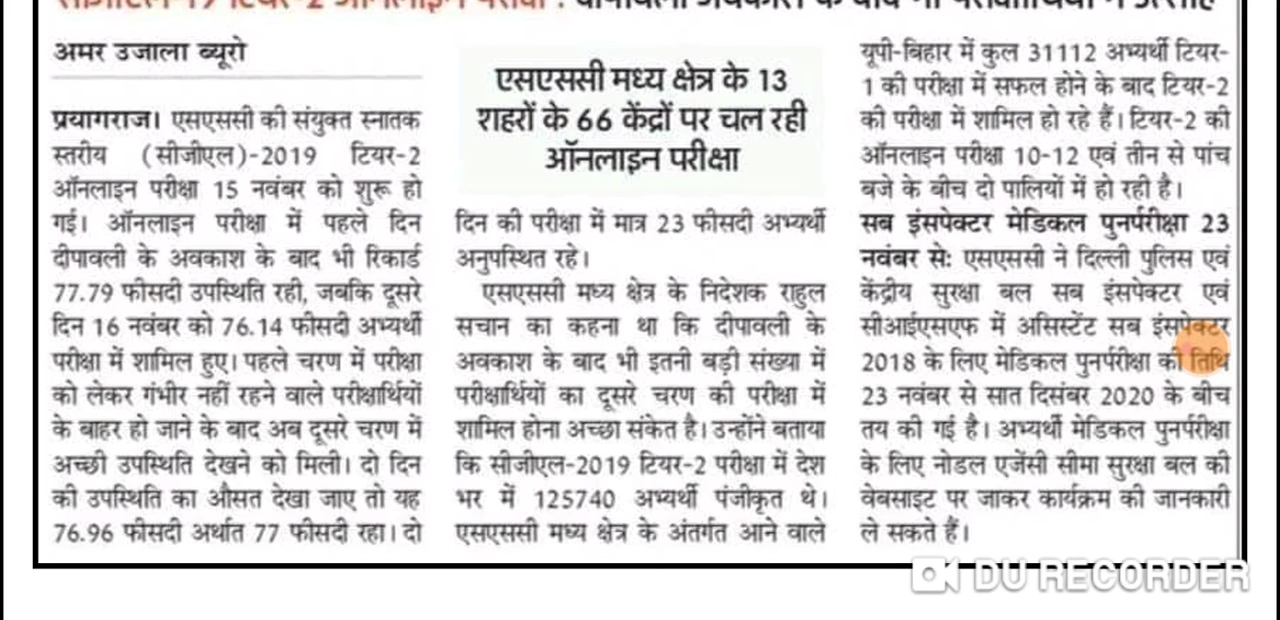 अमर उजाला ब्यूरो
प्रयागराज। एसएससी की संयुक्त स्नातक
स्तरीय (सीजीएल)-2019 टियर-2
ऑनलाइन परीक्षा 15 नवंबर को शुरू हो
गई। ऑनलाइन परीक्षा में पहले दिन
दीपावली के अवकाश के बाद भी रिकार्ड
77.79 फीसदी उपस्थिति रही, जबकि दूसरे
दिन 16 नवंबर को 76.14 फीसदी अभ्यर्थी
परीक्षा में शामिल हुए। पहले चरण में परीक्षा
को लेकर गंभीर नहीं रहने वाले परीक्षार्थियों
के बाहर हो जाने के बाद अब दूसरे चरण में
अच्छी उपस्थिति देखने को मिली। दो दिन
की उपस्थिति का औसत देखा जाए तो यह
76.96 फीसदी अर्थात 77 फीसदी रहा। दो
एसएससी मध्य क्षेत्र के 13
शहरों के 66 केंद्रों पर चल रही
ऑनलाइन परीक्षा
दिन की परीक्षा में मात्र 23 फीसदी अभ्यर्थी
अनुपस्थित रहे।
एसएससी मध्य क्षेत्र के निदेशक राहुल
सचान का कहना था कि दीपावली के
अवकाश के बाद भी इतनी बड़ी संख्या में
परीक्षार्थियों का दूसरे चरण की परीक्षा में
शामिल होना अच्छा संकेत है। उन्होंने बताया
कि सीजीएल-2019 टियर-2 परीक्षा में देश
भर में 125740 अभ्यर्थी पंजीकृत थे।
एसएससी मध्य क्षेत्र के अंतर्गत आने वाले
यूपी-बिहार में कुल 31112 अभ्यर्थी टियर-
1 की परीक्षा में सफल होने के बाद टियर-2
की परीक्षा में शामिल हो रहे हैं। टियर-2 की
ऑनलाइन परीक्षा 10-12 एवं तीन से पांच
बजे के बीच दो पालियों में हो रही है।
सब इंसपेक्टर मेडिकल पुनर्परीक्षा 23
नवंबर से: एसएससी ने दिल्ली पुलिस एवं
केंद्रीय सुरक्षा बल सब इंसपेक्टर एवं
सीआईएसएफ में असिस्टेंट सब इंसपेक्टर
2018 के लिए मेडिकल पुनर्परीक्षा की तिथि
23 नवंबर से सात दिसंबर 2020 के बीच
तय की गई है। अभ्यर्थी मेडिकल पुनर्परीक्षा
के लिए नोडल एजेंसी सीमा सुरक्षा बल की
वेबसाइट पर जाकर कार्यक्रम की जानकारी
ले सकते हैं।
DU RECORDER